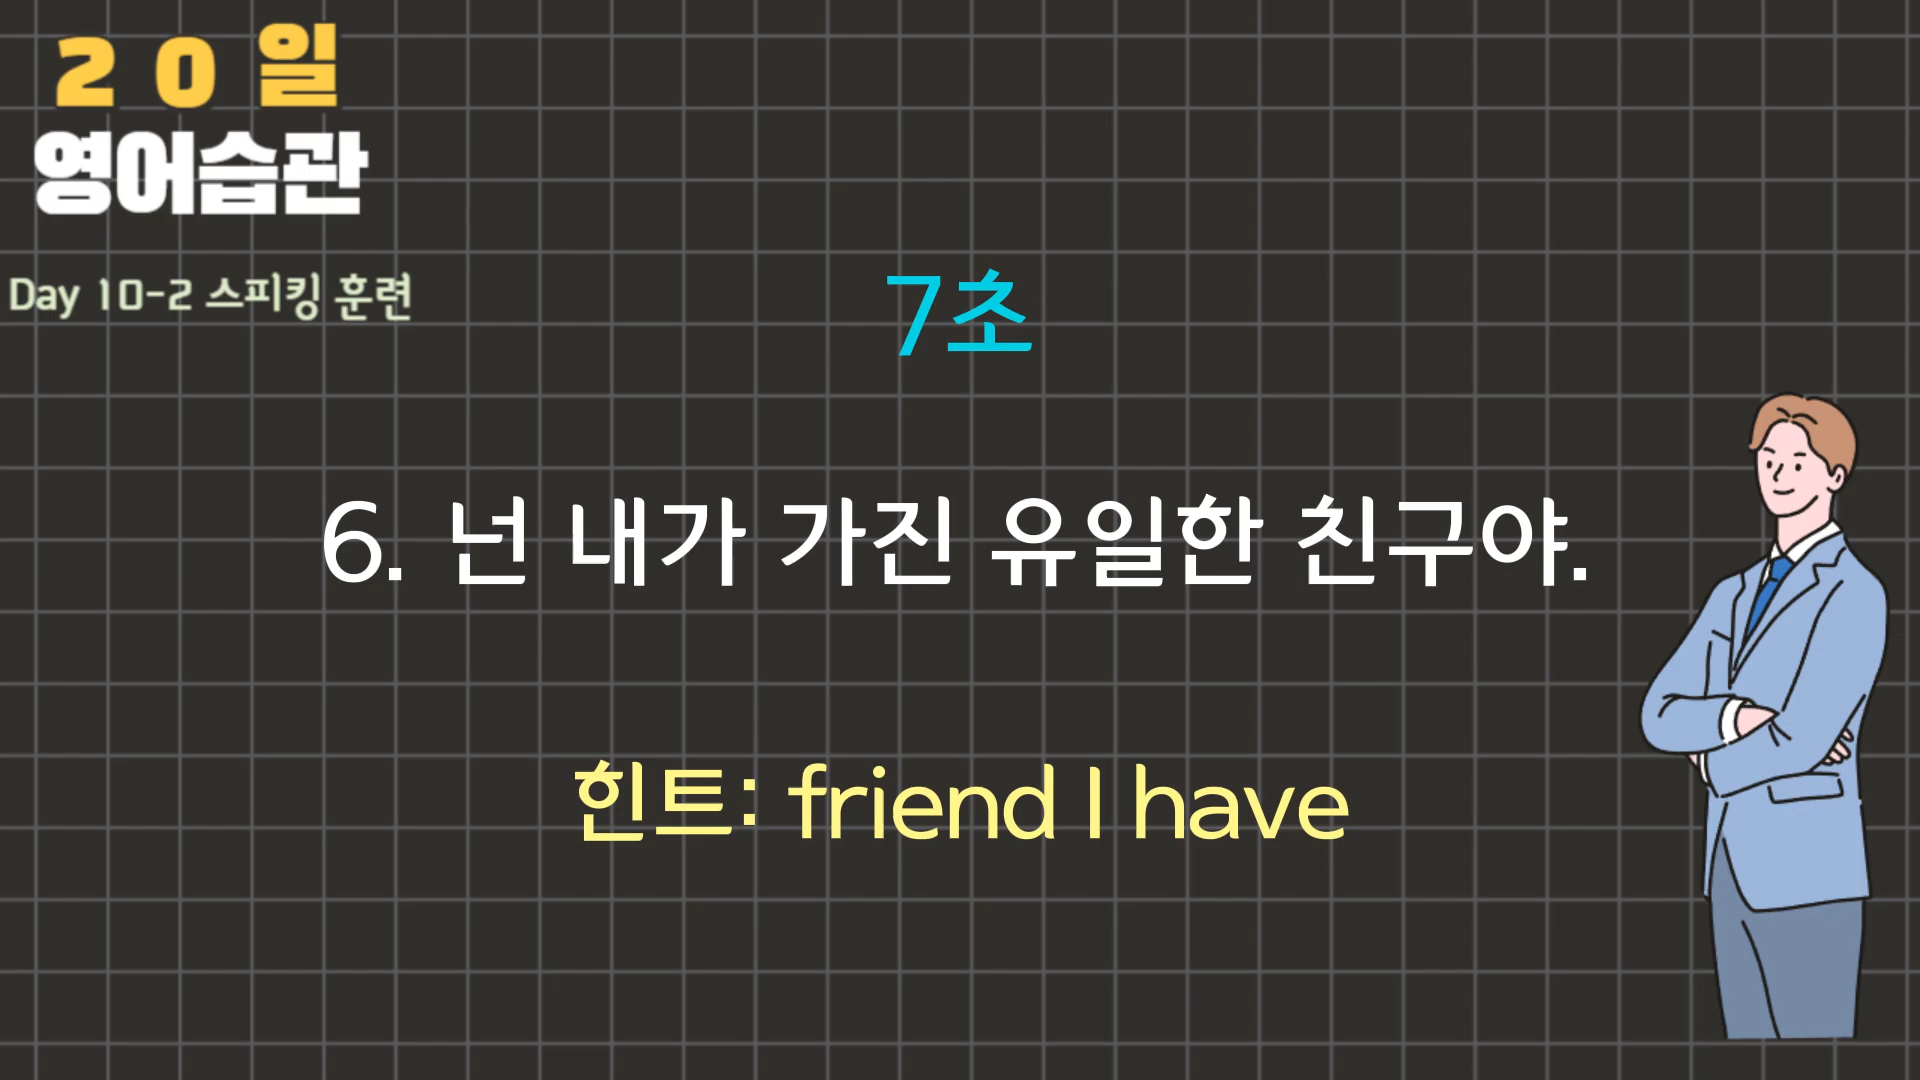 20일
영어습관
Day 10-2 스피킹 훈련
7초
6. 넌 내가 가진 유일한 친구야.
힌트: friend I have